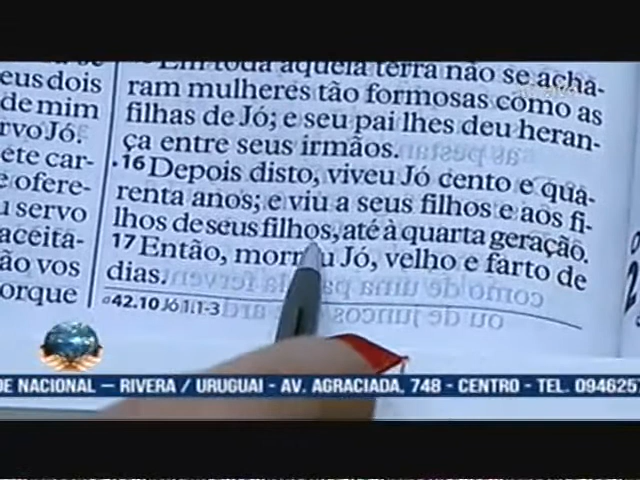 eus dois
de mim
rvo Jó.
ete car-
e ofere-
u servo
aceita-
ão vos
orque
Em toda aquela terra não se acha-
ram mulheres tão formosas como as
filhas de Jó; e seu pai lhes deu heran-
ça entre seus irmãos.
16 Depois disto, viveu Jó cento e qua-
renta anos; e viu a seus filhos e aos fi-
lhos de seus filhos, até à quarta geração.
17 Então, morr u Jó, velho e farto de
dias.
a 42.10 Jó 1.1-3
DE NACIONAL — RIVERA / URUGUAI - AV. AGRACIADA, 748 - CENTRO - TEL. 094625